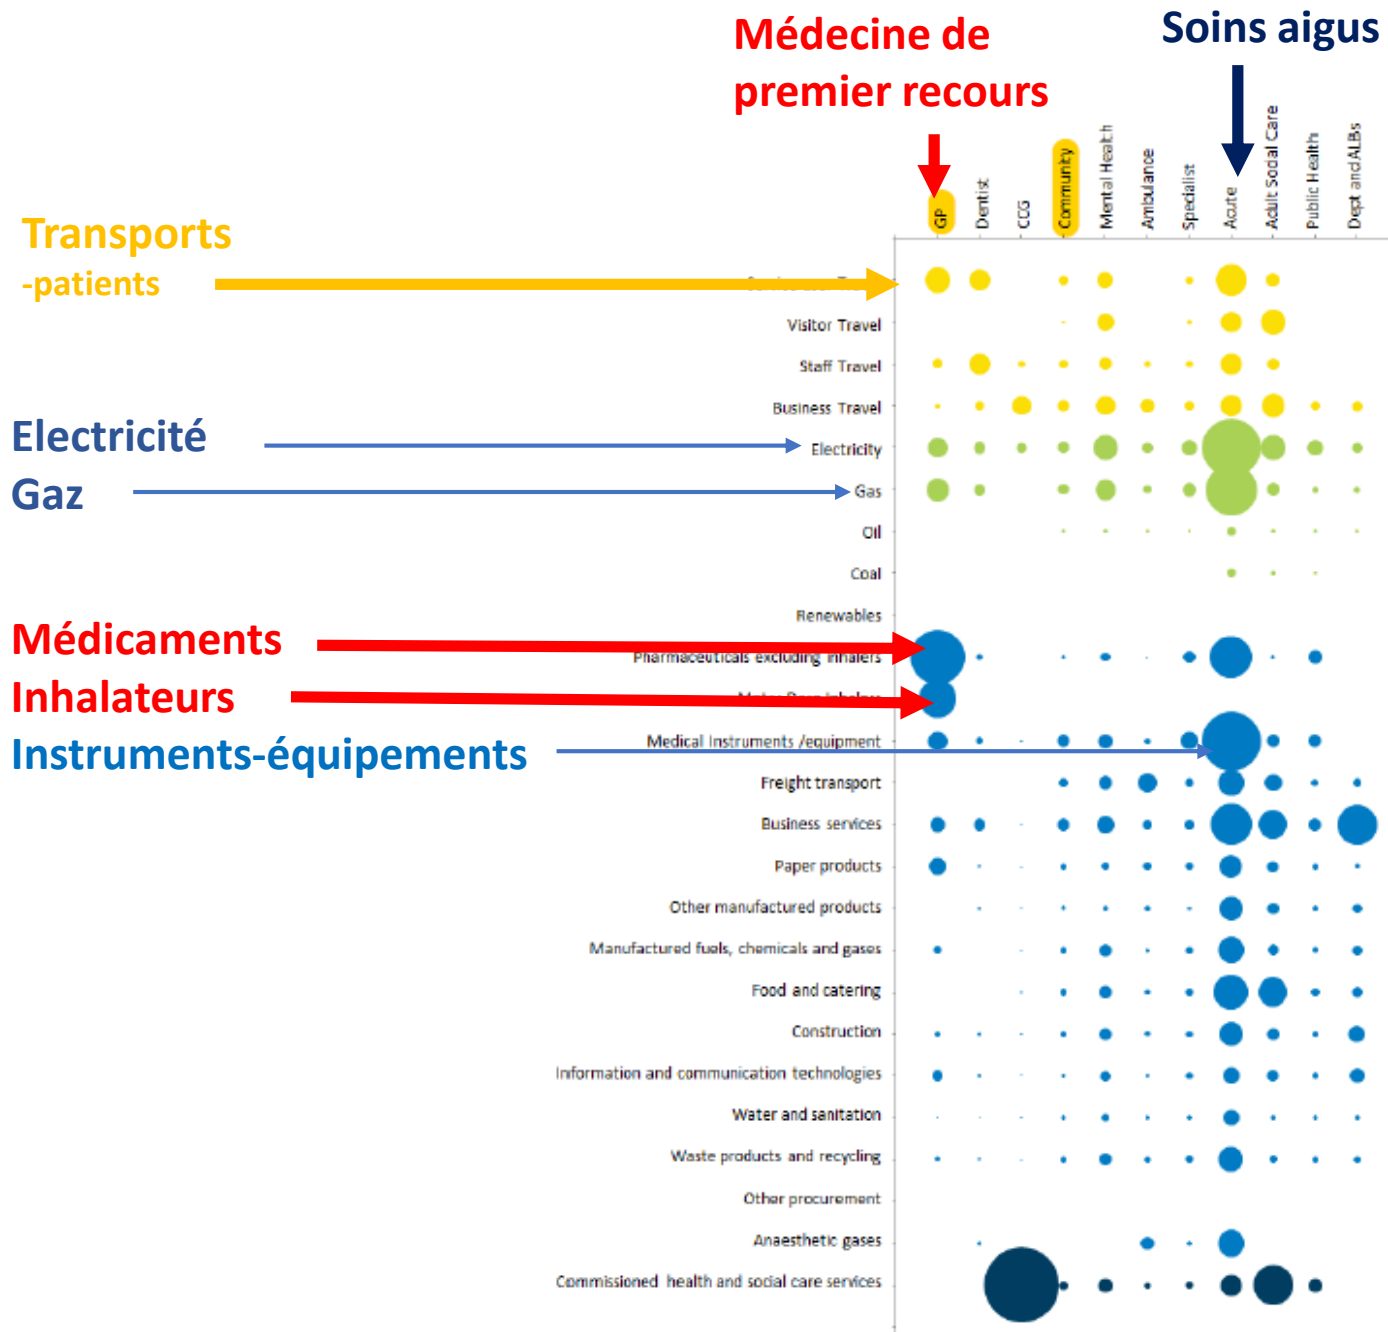 Médecine de
premier recours
Soins aigus
GP
Dentist
CCG
Community
Mental Health
Ambulance
Specialist
Acute
Adult Social Care
Public Health
Dept and ALBs
Transports
-patients
Visitor Travel
Staff Travel
Business Travel
Electricité
Electricity
Gaz
Gas
Oil
Coal
Renewables
Médicaments
Pharmaceuticals excluding inhalers
Inhalateurs
Instruments-équipements
Medical Instruments /equipment
Freight transport
Business services
Paper products
Other manufactured products
Manufactured fuels, chemicals and gases
Food and catering
Construction
Information and communication technologies
Water and sanitation
Waste products and recycling
Other procurement
Anaesthetic gases
Commissioned health and social care services